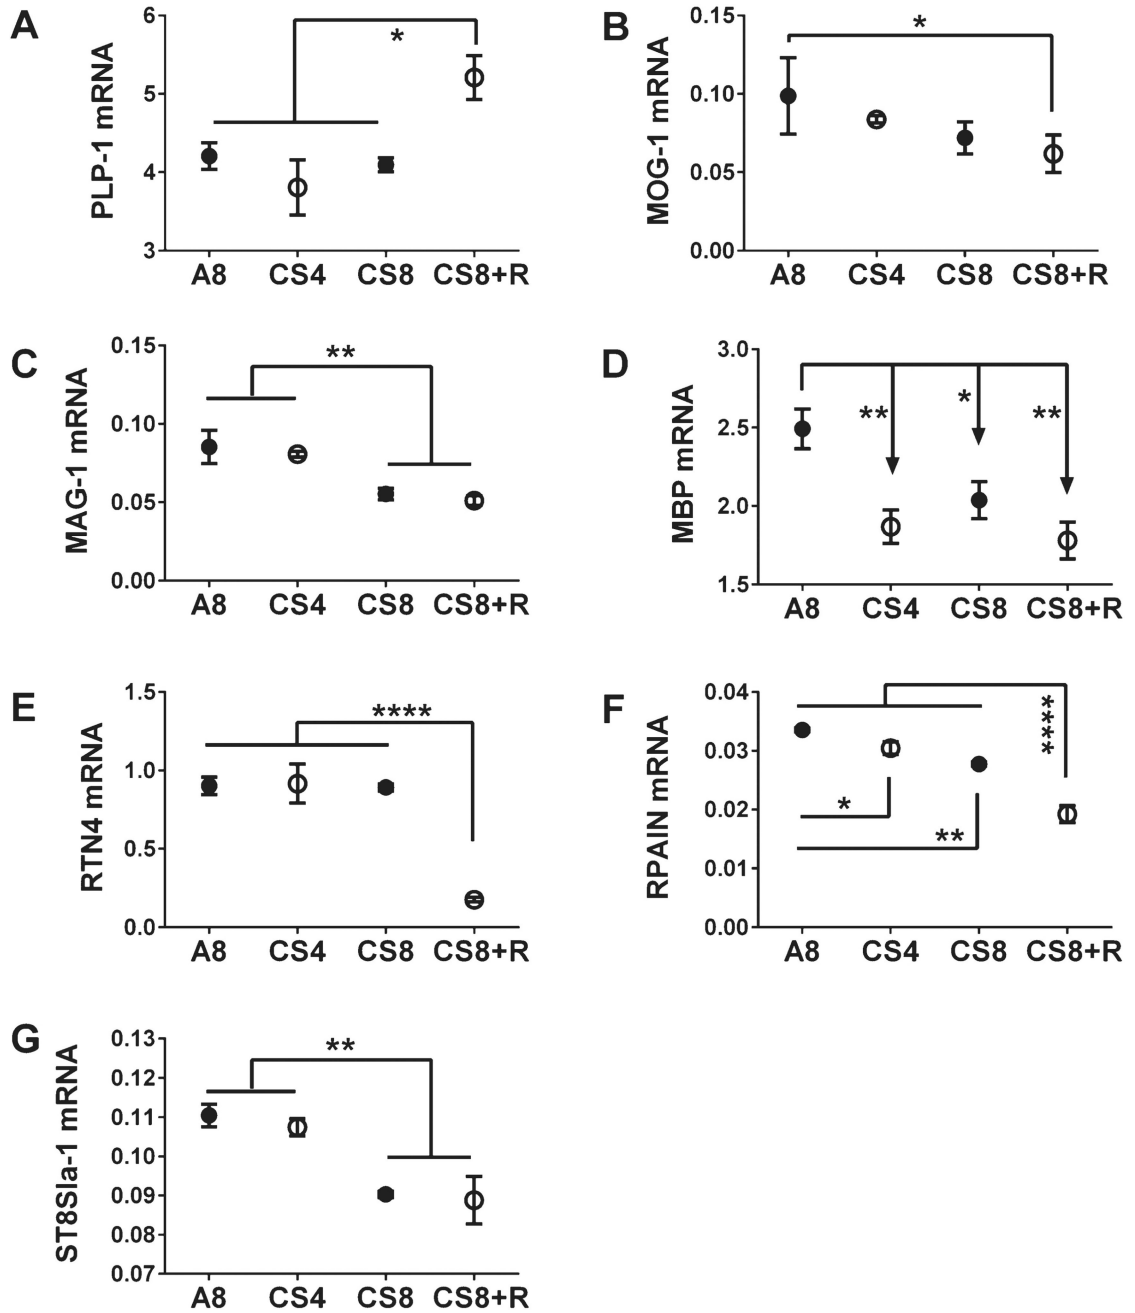 A
PLP-1 mRNA
6
5
4
3
*
A8 CS4 CS8 CS8+R
B
MOG-1 mRNA
0.15
0.10
0.05
0.00
*
A8 CS4 CS8 CS8+R
C
MAG-1 mRNA
0.15
0.10
0.05
0.00
**
A8 CS4 CS8 CS8+R
D
MBP mRNA
3.0
2.5
2.0
1.5
** * **
A8 CS4 CS8 CS8+R
E
RTN4 mRNA
1.5
1.0
0.5
0.0
****
A8 CS4 CS8 CS8+R
F
RPAIN mRNA
0.04
0.03
0.02
0.01
0.00
****
*
**
A8 CS4 CS8 CS8+R
G
ST8SIa-1 mRNA
0.13
0.12
0.11
0.10
0.09
0.08
0.07
**
A8 CS4 CS8 CS8+R